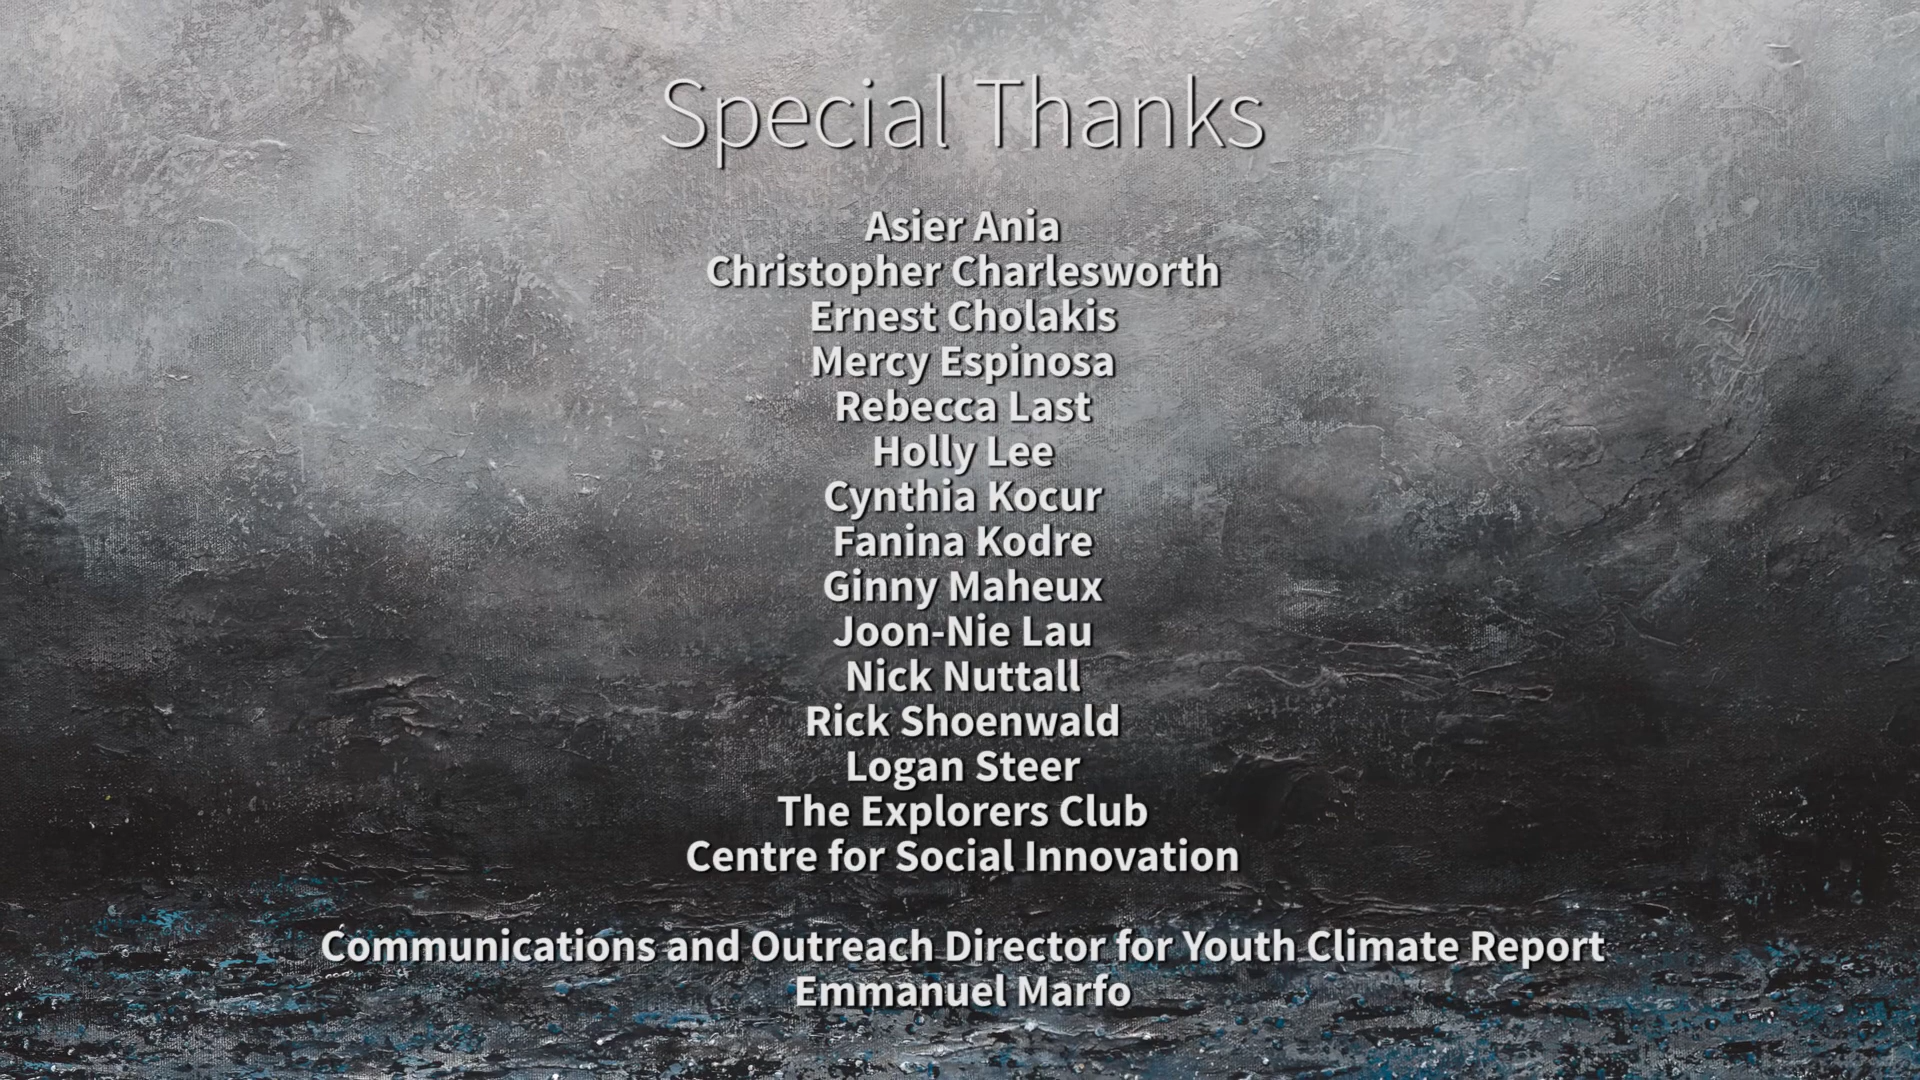 Special Thanks
Asier Ania
Christopher Charlesworth
Ernest Cholakis
Mercy Espinosa
Rebecca Last
Holly Lee
Cynthia Kocur
Fanina Kodre
Ginny Maheux
Joon-Nie Lau
Nick Nuttall
Rick Shoenwald
Logan Steer
The Explorers Club
Centre for Social Innovation
Communications and Outreach Director for Youth Climate Report
Emmanuel Marfo